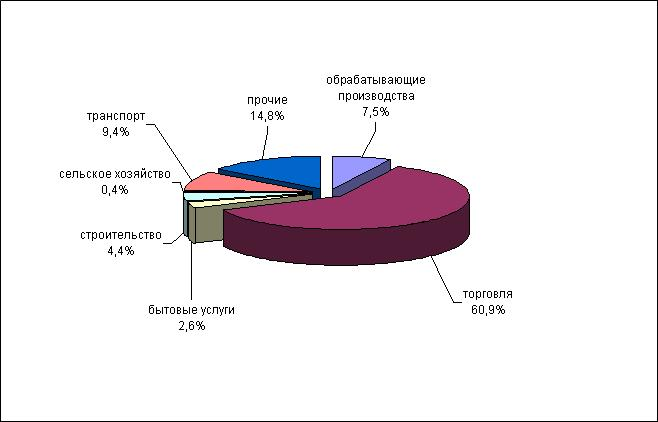 обрабатывающие
производства
7,5%
прочие
14,8%
транспорт
9,4%
сельское хозяйство
0,4%
строительство
4,4%
бытовые услуги
2,6%
торговля
60,9%